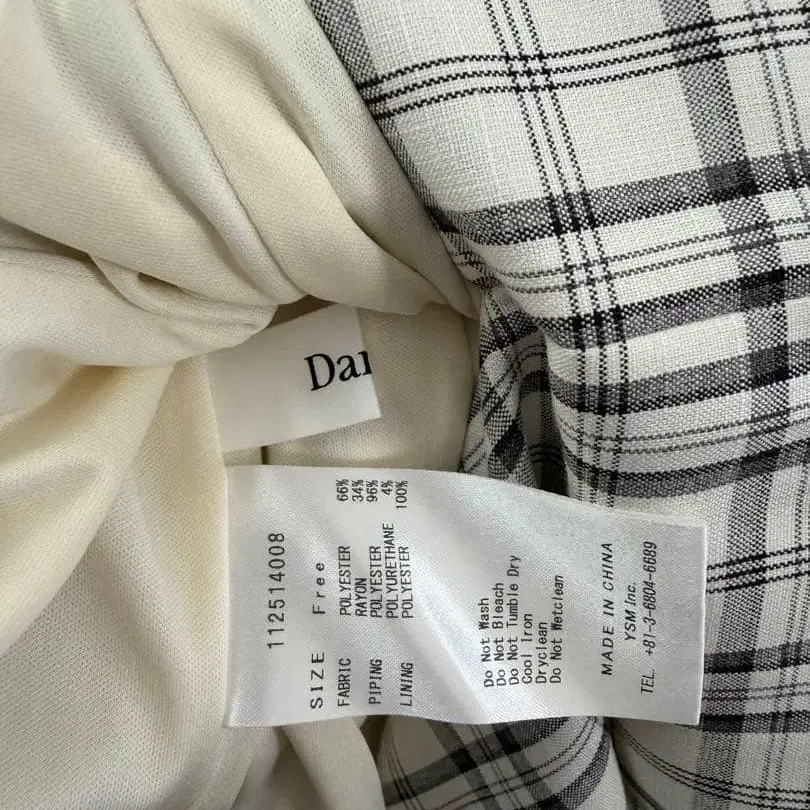 Dar
112514008
SIZE Free
FABRIC POLYESTER 66%
RAYON 34%
PIPING POLYESTER 96%
POLYURETHANE 4%
LINING POLYESTER 100%
Do Not Wash
Do Not Bleach
Do Not Tumble Dry
Cool Iron
Dryclean
Do Not Wetclean
MADE IN CHINA
YSM Inc.
TEL. +81-3-6804-6689